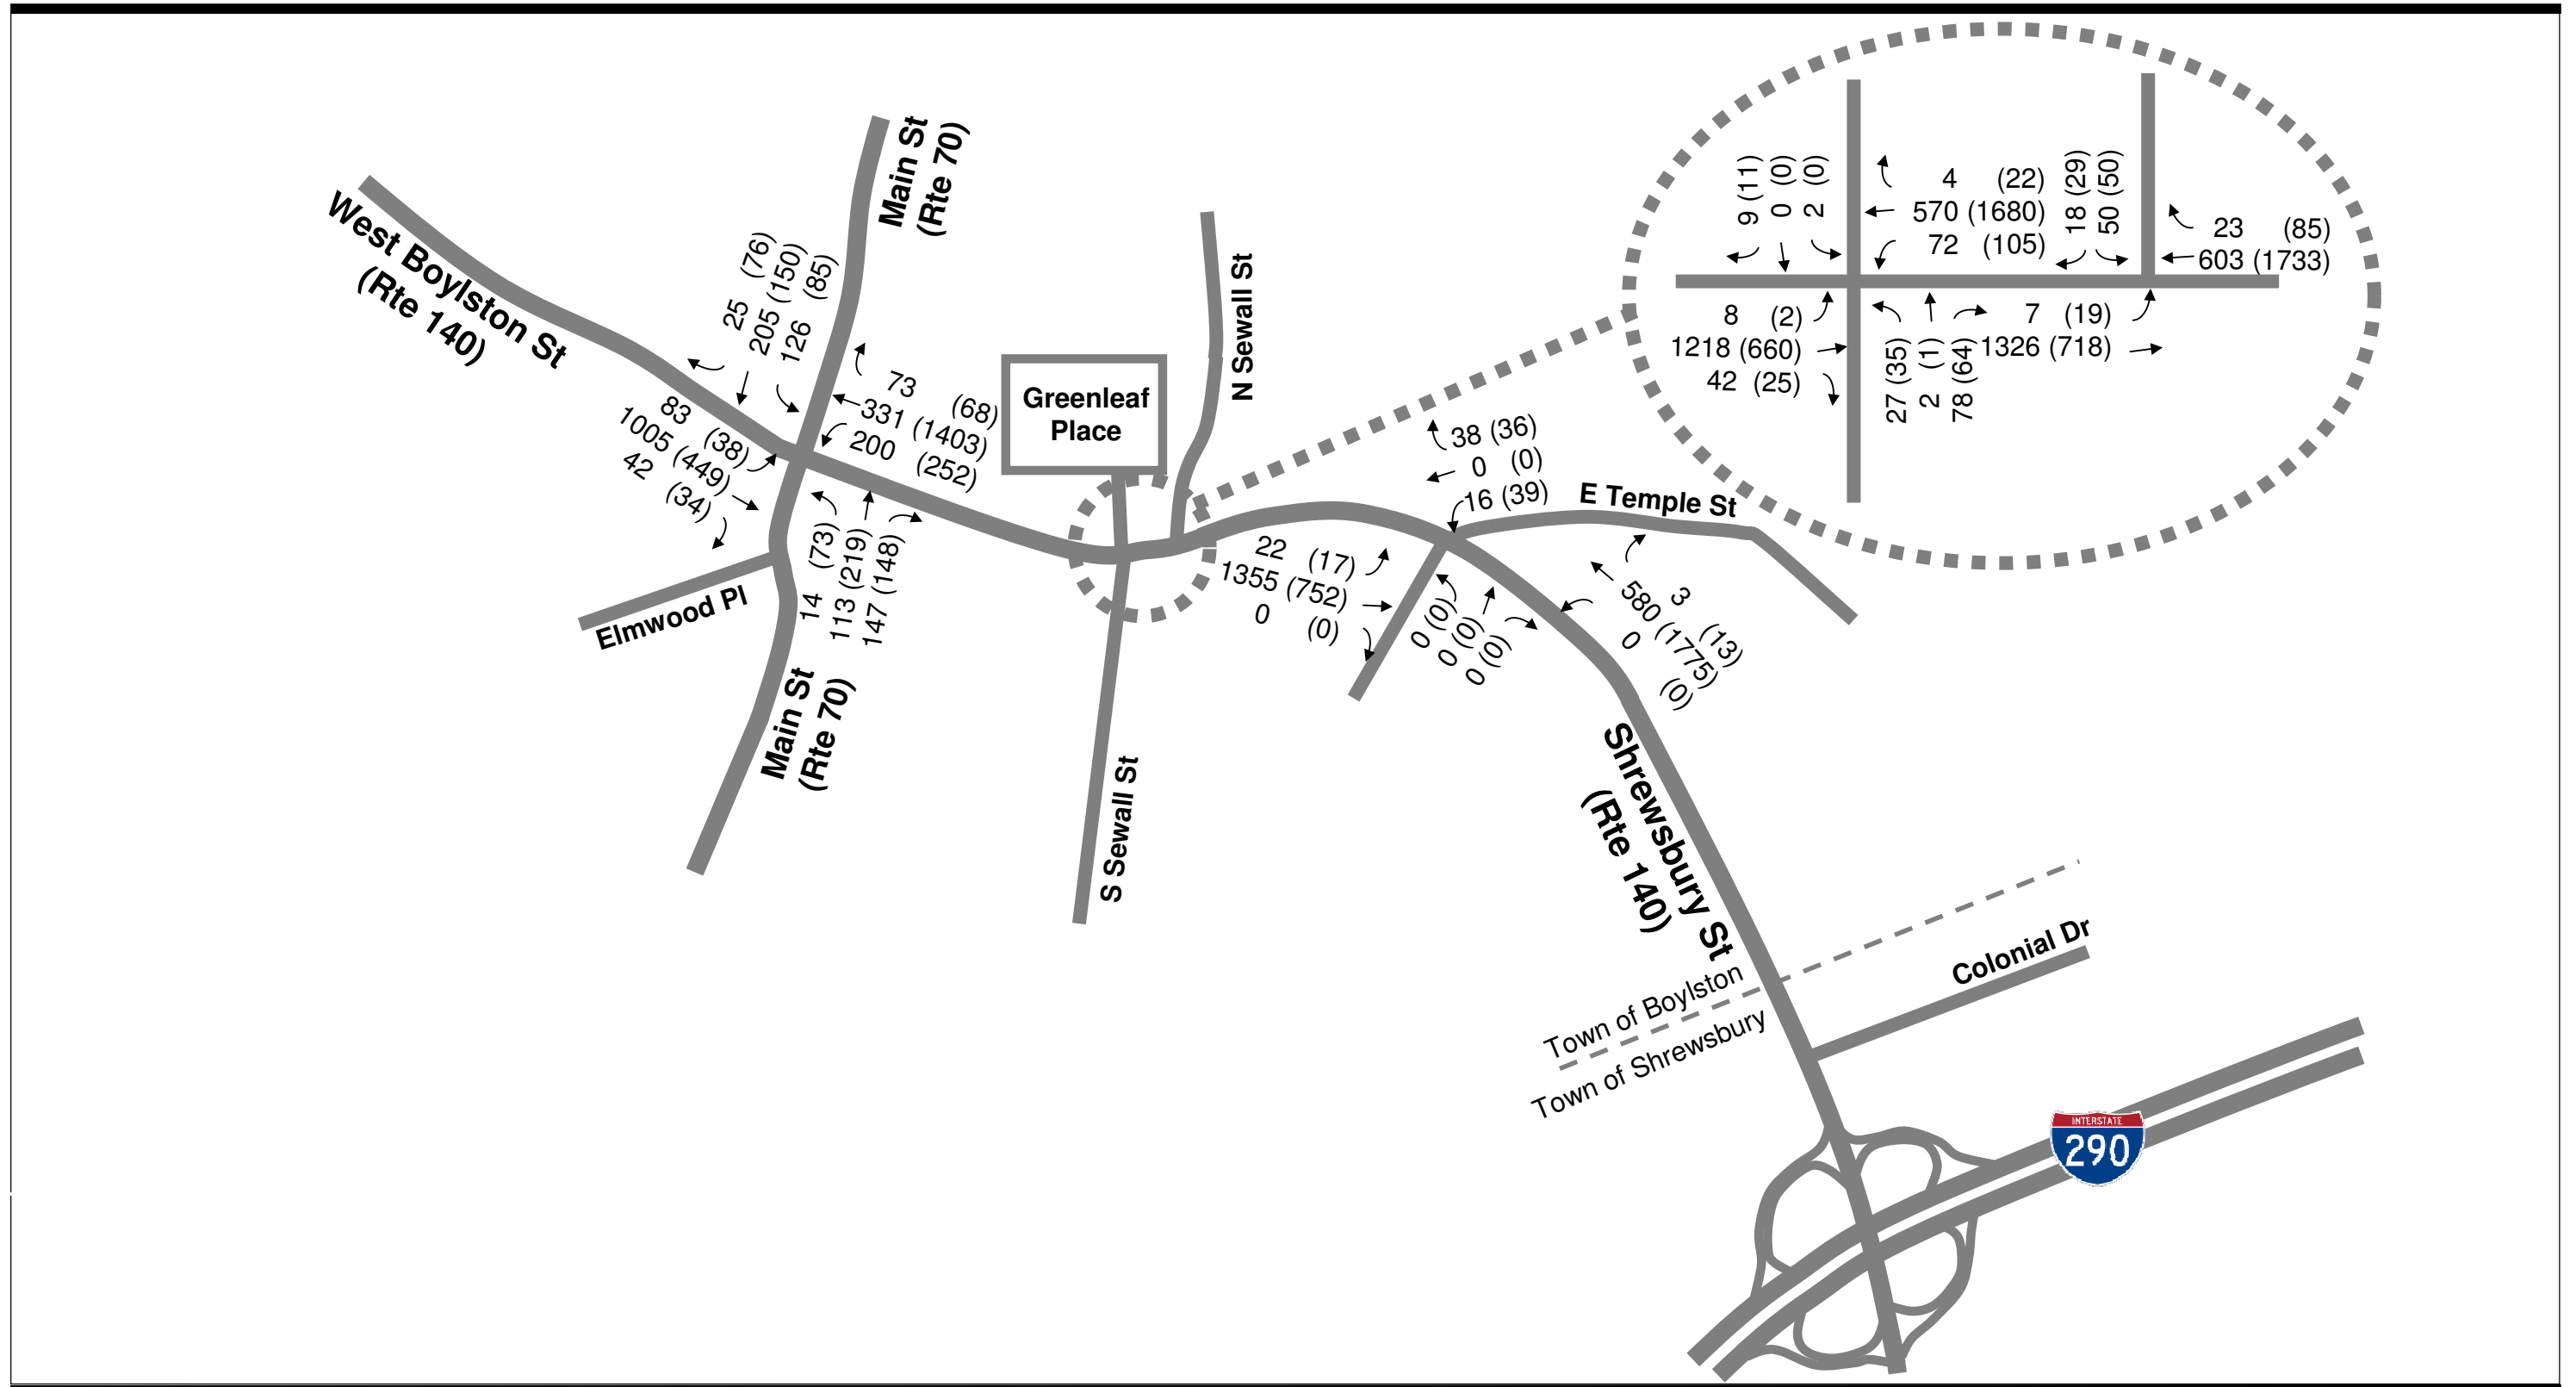 Main St
(Rte 70)
West Boylston St
(Rte 140)
25 (76)
205 (150)
126 (85)
83 (38)
1005 (449)
42 (34)
73 (68)
331 (1403)
200 (252)
14 (73)
113 (219)
147 (148)
Elmwood Pl
Main St
(Rte 70)
Greenleaf
Place
N Sewall St
S Sewall St
9 (11)
0 (0)
2 (0)
4 (22)
570 (1680)
72 (105)
18 (29)
50 (50)
23 (85)
603 (1733)
8 (2)
1218 (660)
42 (25)
27 (35)
2 (1)
78 (64)
7 (19)
1326 (718)
38 (36)
0 (0)
16 (39)
E Temple St
22 (17)
1355 (752)
0 (0)
0 (0)
0 (0)
0 (0)
3 (13)
580 (1775)
0 (0)
Shrewsbury St
(Rte 140)
Town of Boylston
Town of Shrewsbury
Colonial Dr
INTERSTATE
290